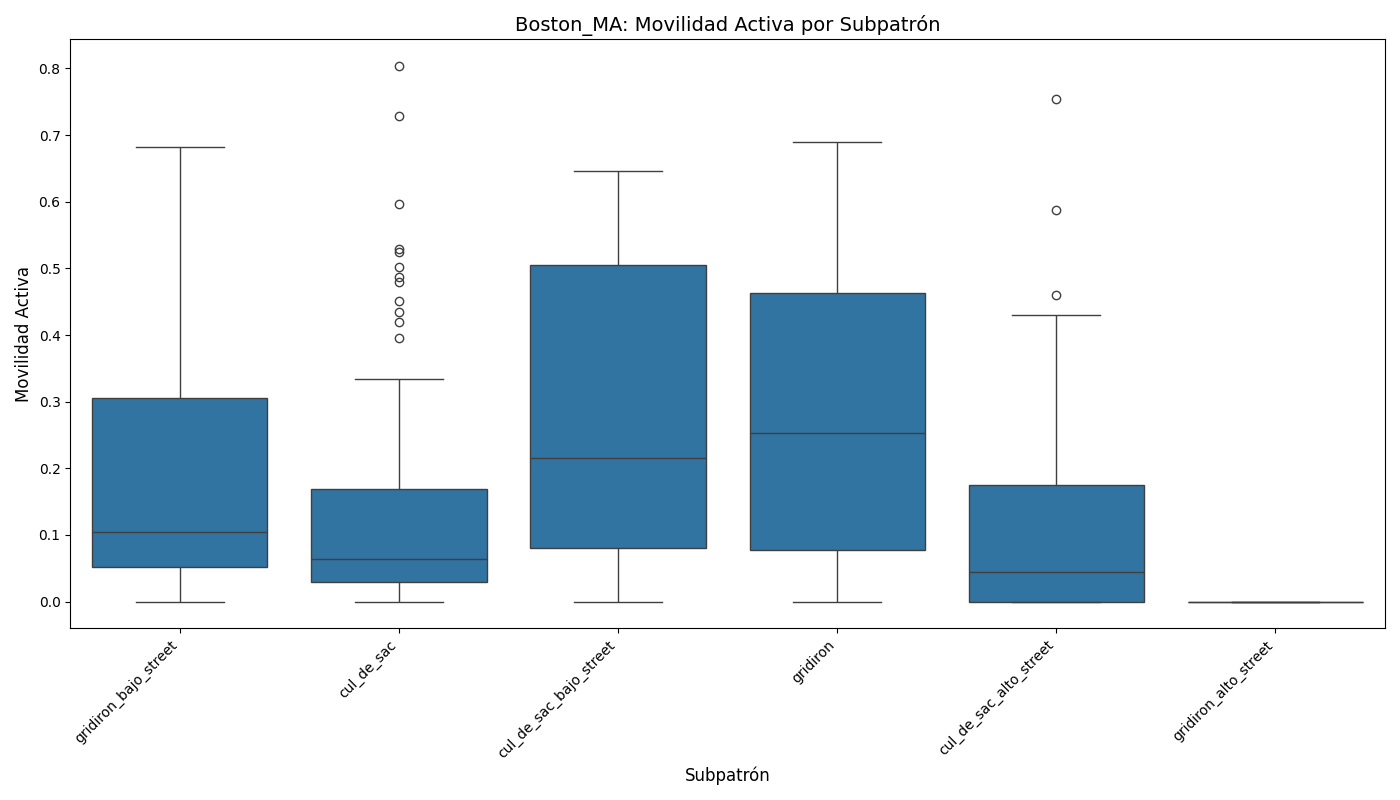 Boston_MA: Movilidad Activa por Subpatrón
Movilidad Activa
0.8
0.7
0.6
0.5
0.4
0.3
0.2
0.1
0.0
gridiron_bajo_street
cul_de_sac
cul_de_sac_bajo_street
gridiron
cul_de_sac_alto_street
gridiron_alto_street
Subpatrón